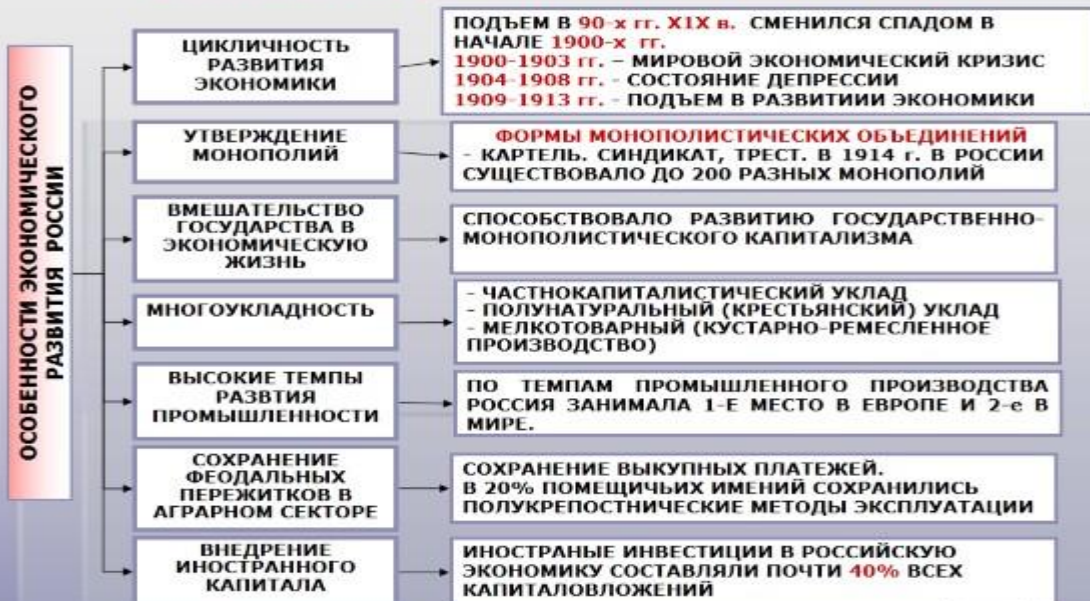 ОСОБЕННОСТИ ЭКОНОМИЧЕСКОГО
РАЗВИТИЯ РОССИИ
ЦИКЛИЧНОСТЬ
РАЗВИТИЯ
ЭКОНОМИКИ
ПОДЪЕМ В 90-х гг. X1X в. СМЕНИЛСЯ СПАДОМ В
НАЧАЛЕ 1900-х гг.
1900-1903 гг. – МИРОВОЙ ЭКОНОМИЧЕСКИЙ КРИЗИС
1904-1908 гг. - СОСТОЯНИЕ ДЕПРЕССИИ
1909-1913 гг. - ПОДЪЕМ В РАЗВИТИИИ ЭКОНОМИКИ
УТВЕРЖДЕНИЕ
МОНОПОЛИЙ
ФОРМЫ МОНОПОЛИСТИЧЕСКИХ ОБЪЕДИНЕНИЙ
- КАРТЕЛЬ. СИНДИКАТ, ТРЕСТ. В 1914 г. В РОССИИ
СУЩЕСТВОВАЛО ДО 200 РАЗНЫХ МОНОПОЛИЙ
ВМЕШАТЕЛЬСТВО
ГОСУДАРСТВА В
ЭКОНОМИЧЕСКУЮ
ЖИЗНЬ
СПОСОБСТВОВАЛО РАЗВИТИЮ ГОСУДАРСТВЕННО-
МОНОПОЛИСТИЧЕСКОГО КАПИТАЛИЗМА
МНОГОУКЛАДНОСТЬ
- ЧАСТНОКАПИТАЛИСТИЧЕСКИЙ УКЛАД
- ПОЛУНАТУРАЛЬНЫЙ (КРЕСТЬЯНСКИЙ) УКЛАД
- МЕЛКОТОВАРНЫЙ (КУСТАРНО-РЕМЕСЛЕННОЕ
ПРОИЗВОДСТВО)
ВЫСОКИЕ ТЕМПЫ
РАЗВТИЯ
ПРОМЫШЛЕННОСТИ
ПО ТЕМПАМ ПРОМЫШЛЕННОГО ПРОИЗВОДСТВА
РОССИЯ ЗАНИМАЛА 1-Е МЕСТО В ЕВРОПЕ И 2-е В
МИРЕ.
СОХРАНЕНИЕ
ФЕОДАЛЬНЫХ
ПЕРЕЖИТКОВ В
АГРАРНОМ СЕКТОРЕ
СОХРАНЕНИЕ ВЫКУПНЫХ ПЛАТЕЖЕЙ.
В 20% ПОМЕЩИЧЬИХ ИМЕНИЙ СОХРАНИЛИСЬ
ПОЛУКРЕПОСТНИЧЕСКИЕ МЕТОДЫ ЭКСПЛУАТАЦИИ
ВНЕДРЕНИЕ
ИНОСТРАННОГО
КАПИТАЛА
ИНОСТРАНЫЕ ИНВЕСТИЦИИ В РОССИЙСКУЮ
ЭКОНОМИКУ СОСТАВЛЯЛИ ПОЧТИ 40% ВСЕХ
КАПИТАЛОВЛОЖЕНИЙ